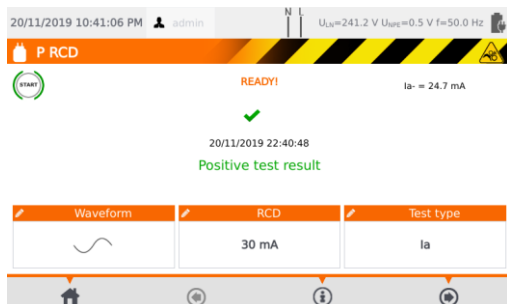 20/11/2019 10:41:06 PM admin N L ULN=241.2 V UNPE=0.5 V f=50.0 Hz
P RCD
START READY! Ia- = 24.7 mA
20/11/2019 22:40:48
Positive test result
Waveform RCD Test type
30 mA Ia